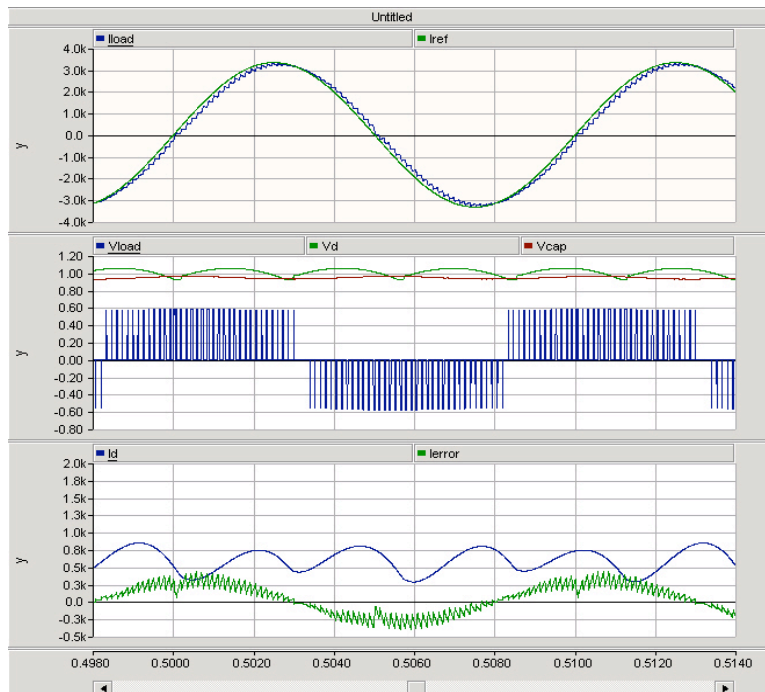 Untitled
Iload Iref
4.0k
3.0k
2.0k
1.0k
0.0
-1.0k
-2.0k
-3.0k
-4.0k
y
Vload Vd Vcap
1.20
1.00
0.80
0.60
0.40
0.20
0.00
-0.20
-0.40
-0.60
-0.80
y
Id Ierror
2.0k
1.8k
1.5k
1.3k
1.0k
0.8k
0.5k
0.3k
0.0
-0.3k
-0.5k
y
0.4980 0.5000 0.5020 0.5040 0.5060 0.5080 0.5100 0.5120 0.5140